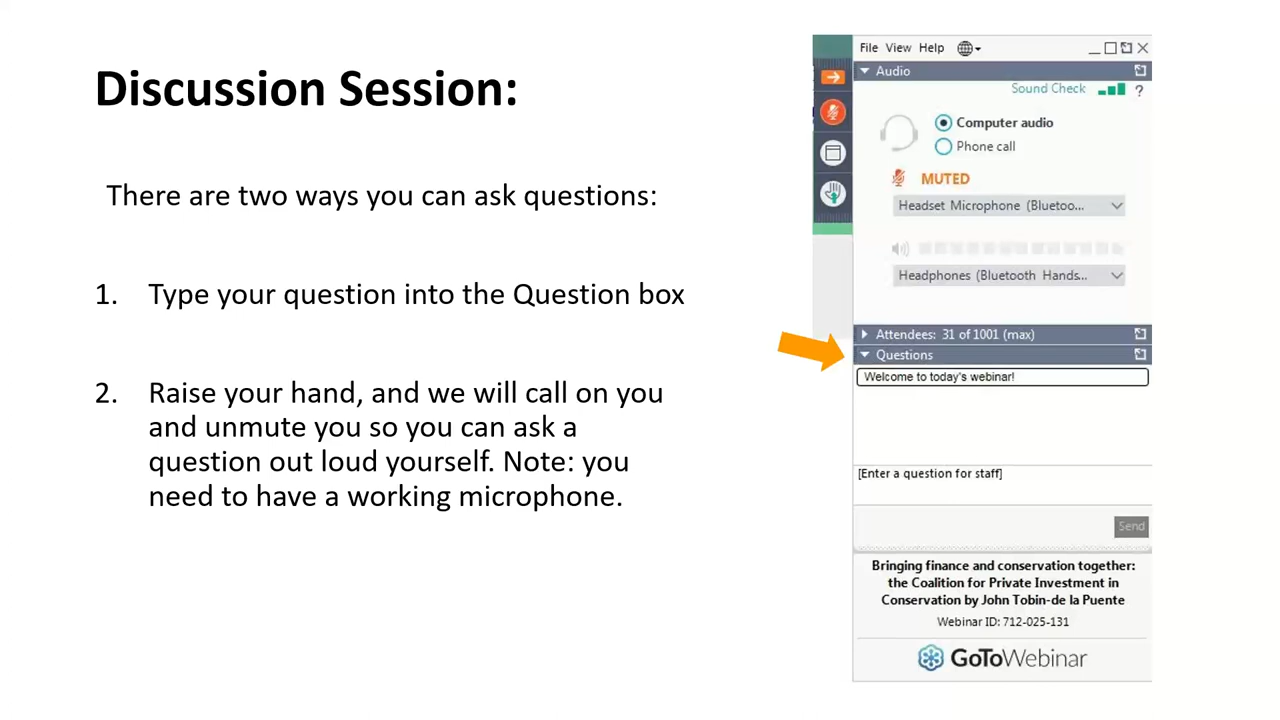 Discussion Session:
There are two ways you can ask questions:
1. Type your question into the Question box
2. Raise your hand, and we will call on you
and unmute you so you can ask a
question out loud yourself. Note: you
need to have a working microphone.
File View Help
Audio
Sound Check ?
Computer audio
Phone call
MUTED
Headset Microphone (Bluetoo...
Headphones (Bluetooth Hands...
Attendees: 31 of 1001 (max)
Questions
Welcome to today's webinar!
[Enter a question for staff]
Send
Bringing finance and conservation together:
the Coalition for Private Investment in
Conservation by John Tobin-de la Puente
Webinar ID: 712-025-131
GoToWebinar